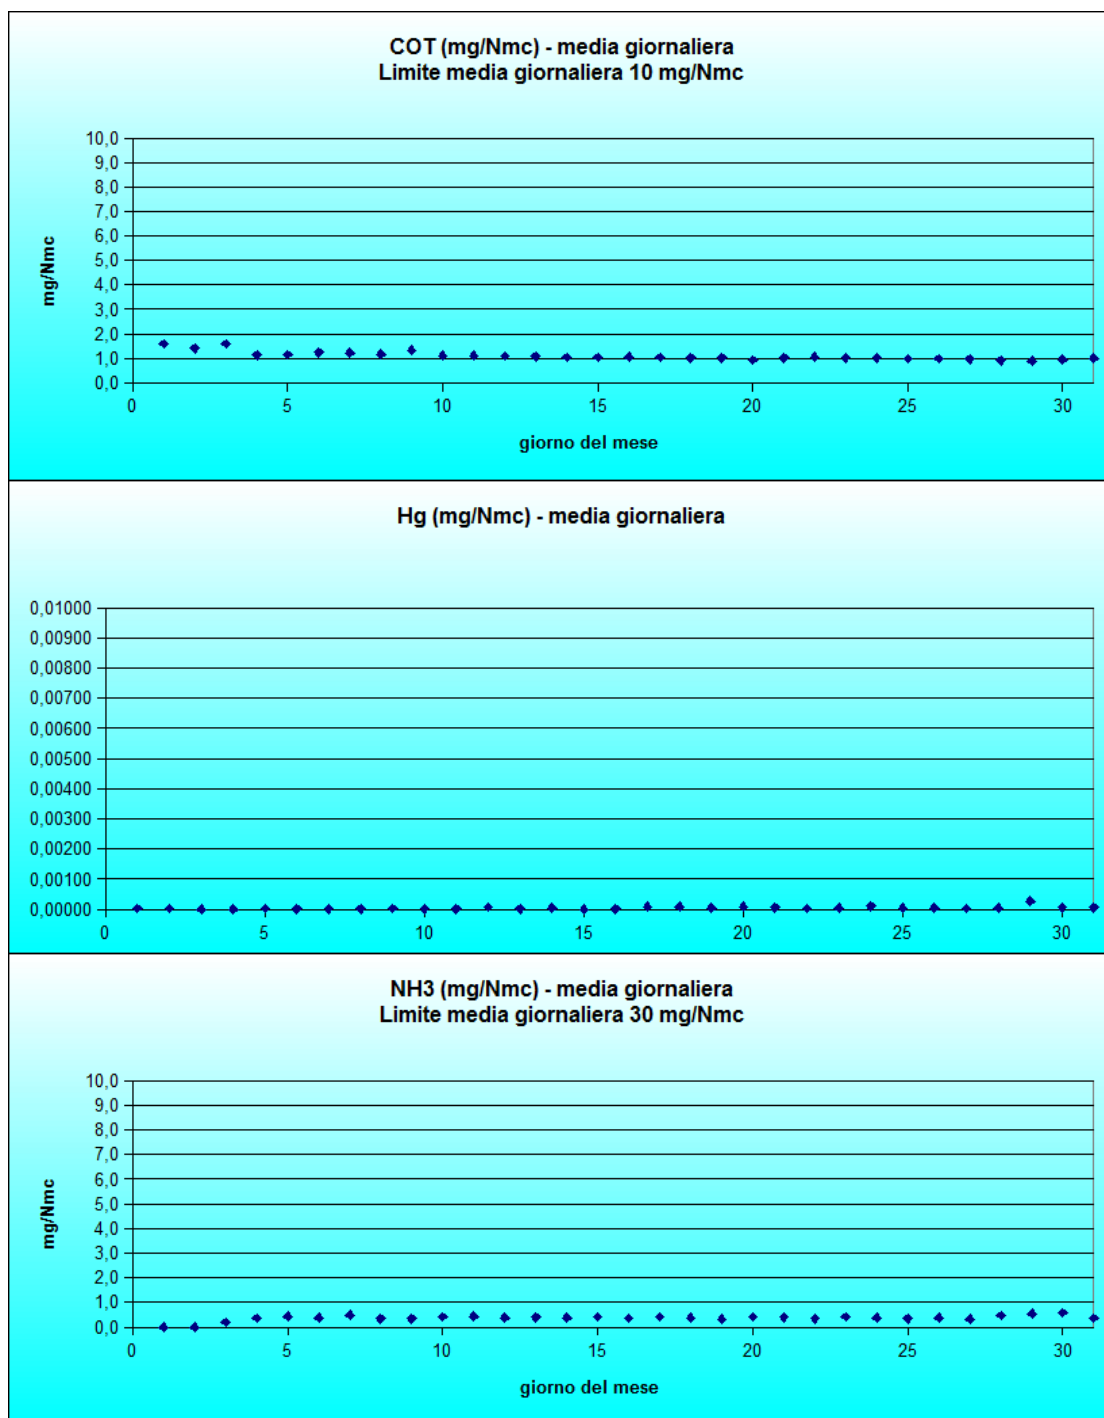 COT (mg/Nmc) - media giornaliera
Limite media giornaliera 10 mg/Nmc
10,0
9,0
8,0
7,0
6,0
5,0
4,0
3,0
2,0
1,0
0,0
mg/Nmc
0 5 10 15 20 25 30
giorno del mese
Hg (mg/Nmc) - media giornaliera
0,01000
0,00900
0,00800
0,00700
0,00600
0,00500
0,00400
0,00300
0,00200
0,00100
0,00000
0 5 10 15 20 25 30
NH3 (mg/Nmc) - media giornaliera
Limite media giornaliera 30 mg/Nmc
10,0
9,0
8,0
7,0
6,0
5,0
4,0
3,0
2,0
1,0
0,0
mg/Nmc
0 5 10 15 20 25 30
giorno del mese